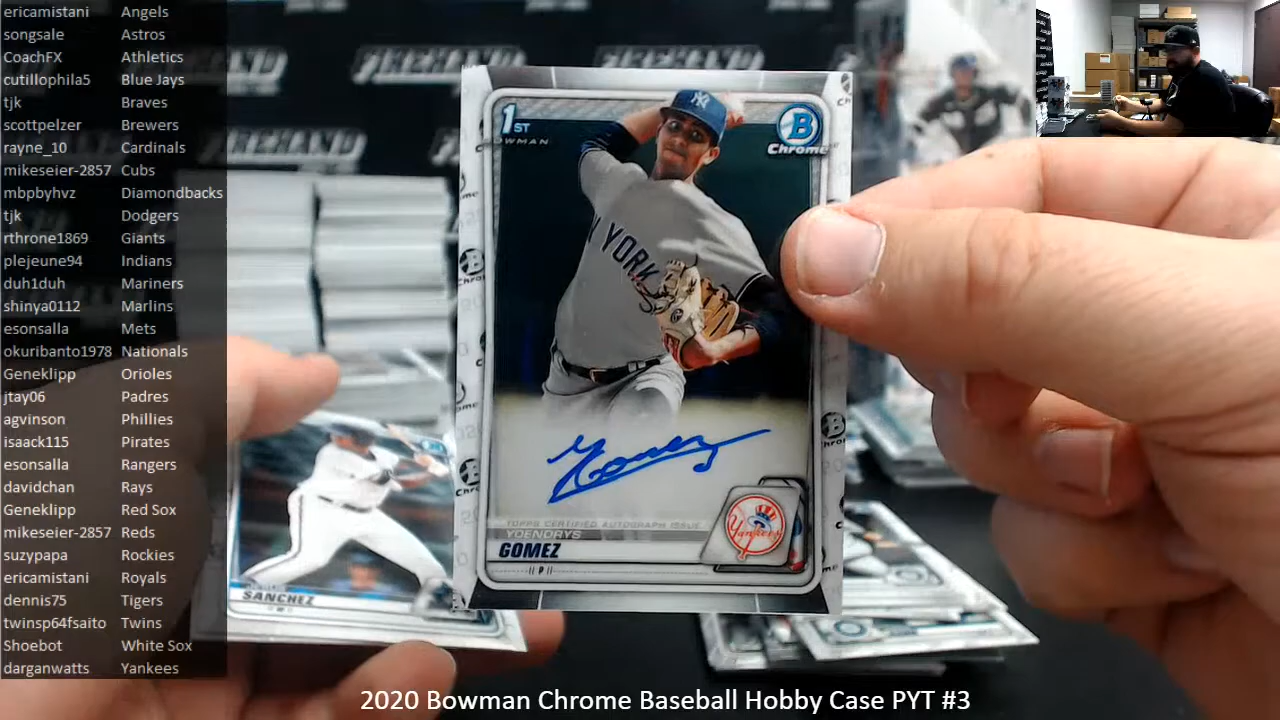 ericamistani Angels
songsale Astros
CoachFX Athletics
cutillophila5 Blue Jays
tjk Braves
scottpelzer Brewers
rayne_10 Cardinals
mikeseier-2857 Cubs
mbpbyhvz Diamondbacks
tjk Dodgers
rthrone1869 Giants
plejeune94 Indians
duh1duh Mariners
shinya0112 Marlins
esonsalla Mets
okuribanto1978 Nationals
Geneklipp Orioles
jtay06 Padres
agvinson Phillies
isaack115 Pirates
esonsalla Rangers
davidchan Rays
Geneklipp Red Sox
mikeseier-2857 Reds
suzypapa Rockies
ericamistani Royals
dennis75 Tigers
twinsp64fsaito Twins
Shoebot White Sox
darganwatts Yankees
1ST
OWMAN
B
Chrome
NY
YORK
Gomez
TOPPS CERTIFIED AUTOGRAPH ISSUE
YOENDRYS
GOMEZ
P
Yankees
SANCHEZ
2020 Bowman Chrome Baseball Hobby Case PYT #3